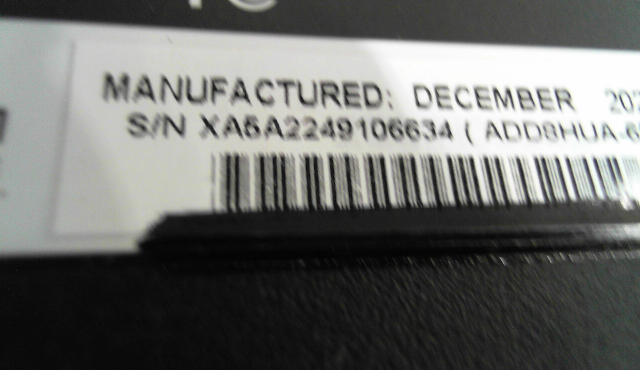 MANUFACTURED: DECEMBER
S/N XA5A2249106634 (